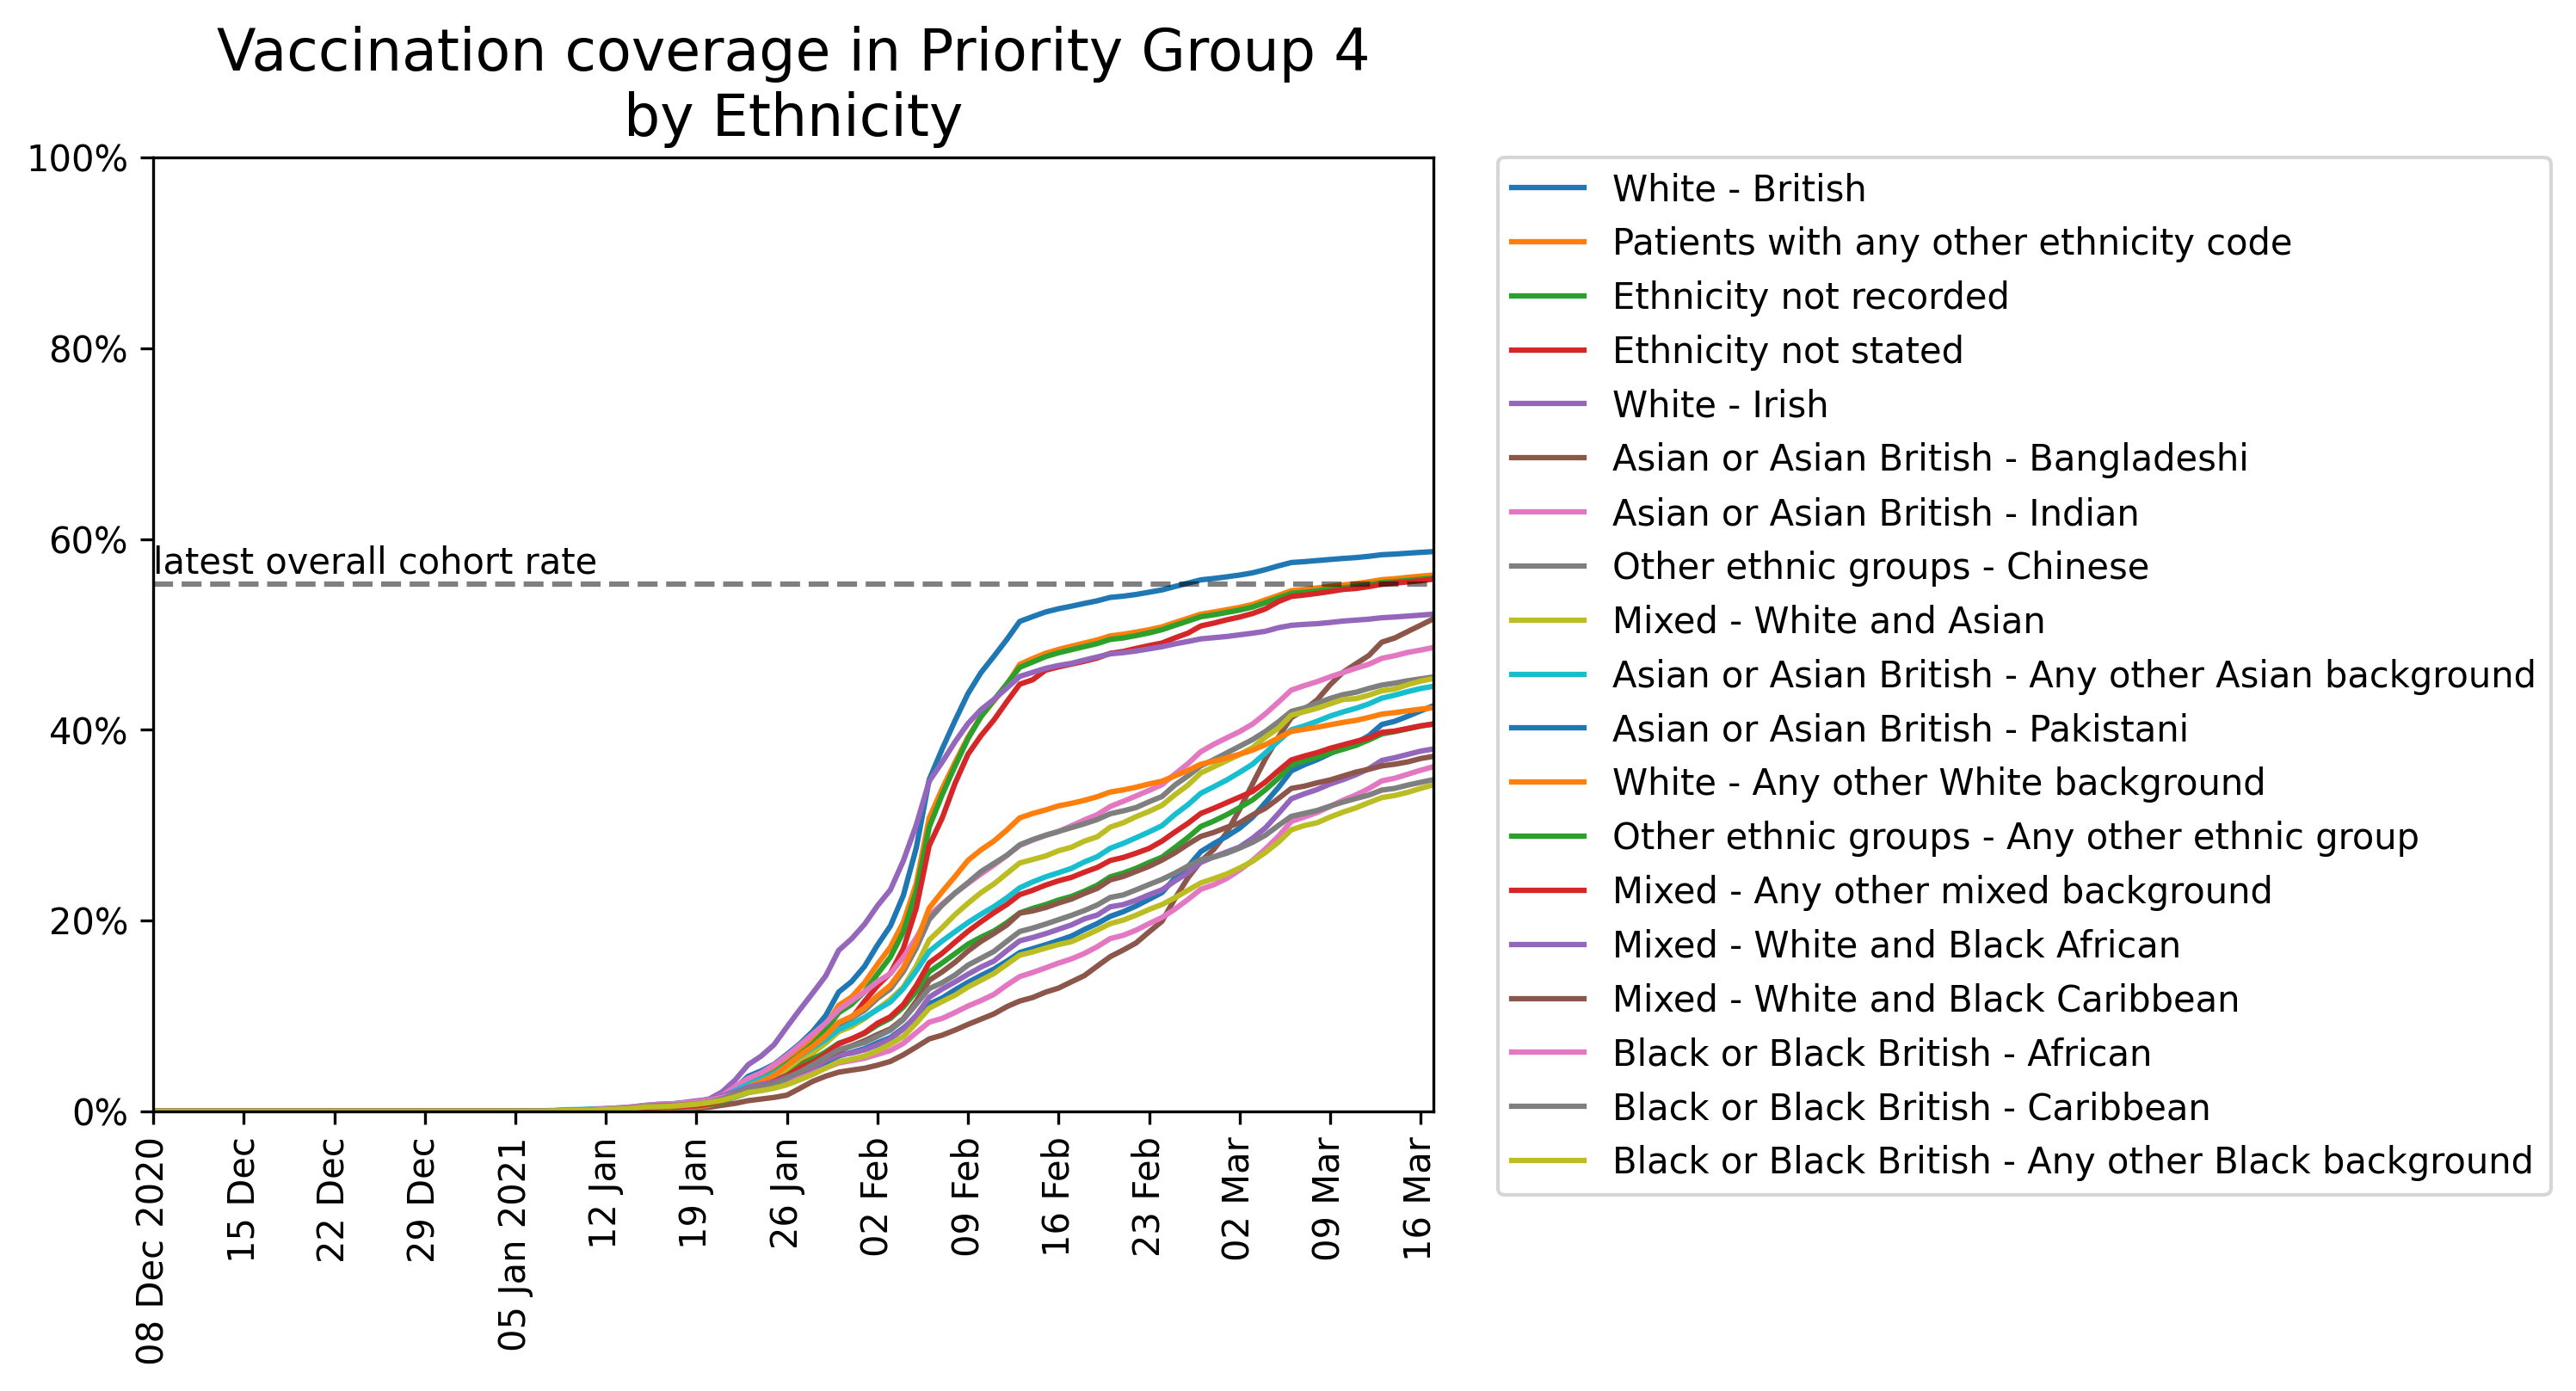 Vaccination coverage in Priority Group 4
by Ethnicity
100%
80%
60%
40%
20%
0%
latest overall cohort rate
08 Dec 2020
15 Dec
22 Dec
29 Dec
05 Jan 2021
12 Jan
19 Jan
26 Jan
02 Feb
09 Feb
16 Feb
23 Feb
02 Mar
09 Mar
16 Mar
White - British
Patients with any other ethnicity code
Ethnicity not recorded
Ethnicity not stated
White - Irish
Asian or Asian British - Bangladeshi
Asian or Asian British - Indian
Other ethnic groups - Chinese
Mixed - White and Asian
Asian or Asian British - Any other Asian background
Asian or Asian British - Pakistani
White - Any other White background
Other ethnic groups - Any other ethnic group
Mixed - Any other mixed background
Mixed - White and Black African
Mixed - White and Black Caribbean
Black or Black British - African
Black or Black British - Caribbean
Black or Black British - Any other Black background